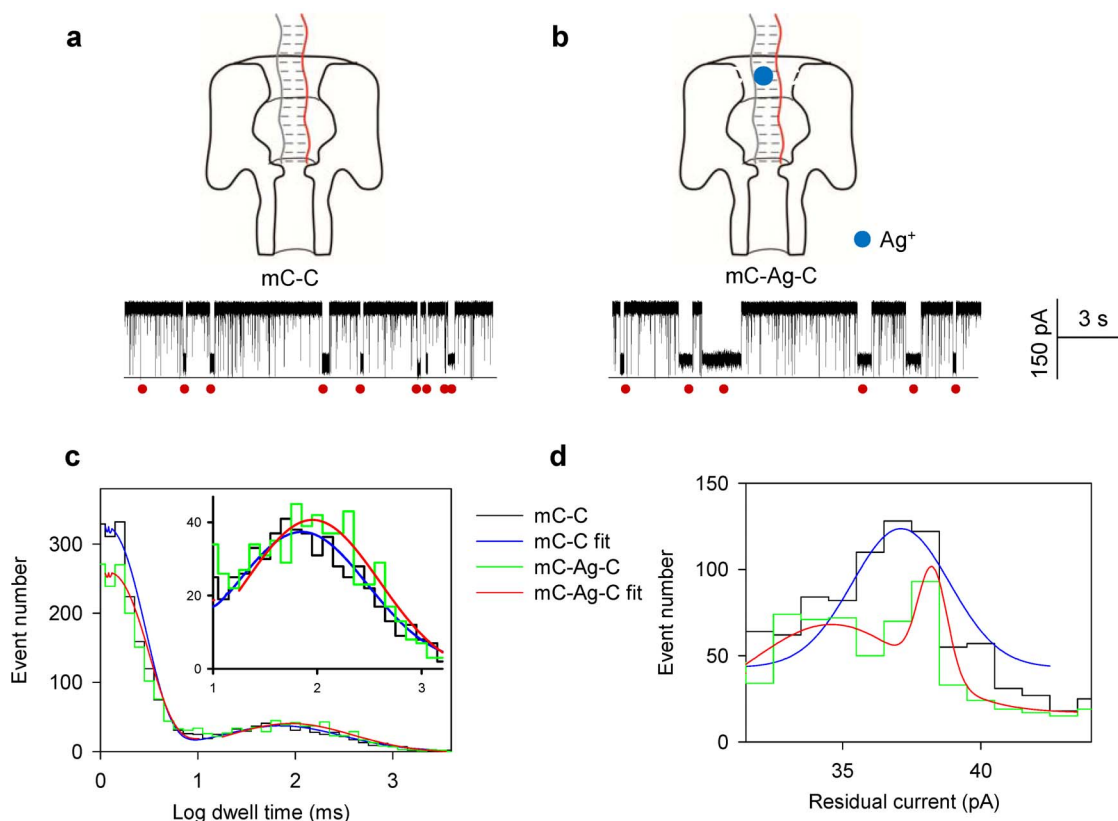 a
b
Ag⁺
mC-C
mC-Ag-C
150 pA
3 s
c
d
Event number
300
200
100
0
0
1
2
3
Log dwell time (ms)
40
20
0
1
2
3
mC-C
mC-C fit
mC-Ag-C
mC-Ag-C fit
Event number
150
100
50
0
35
40
Residual current (pA)